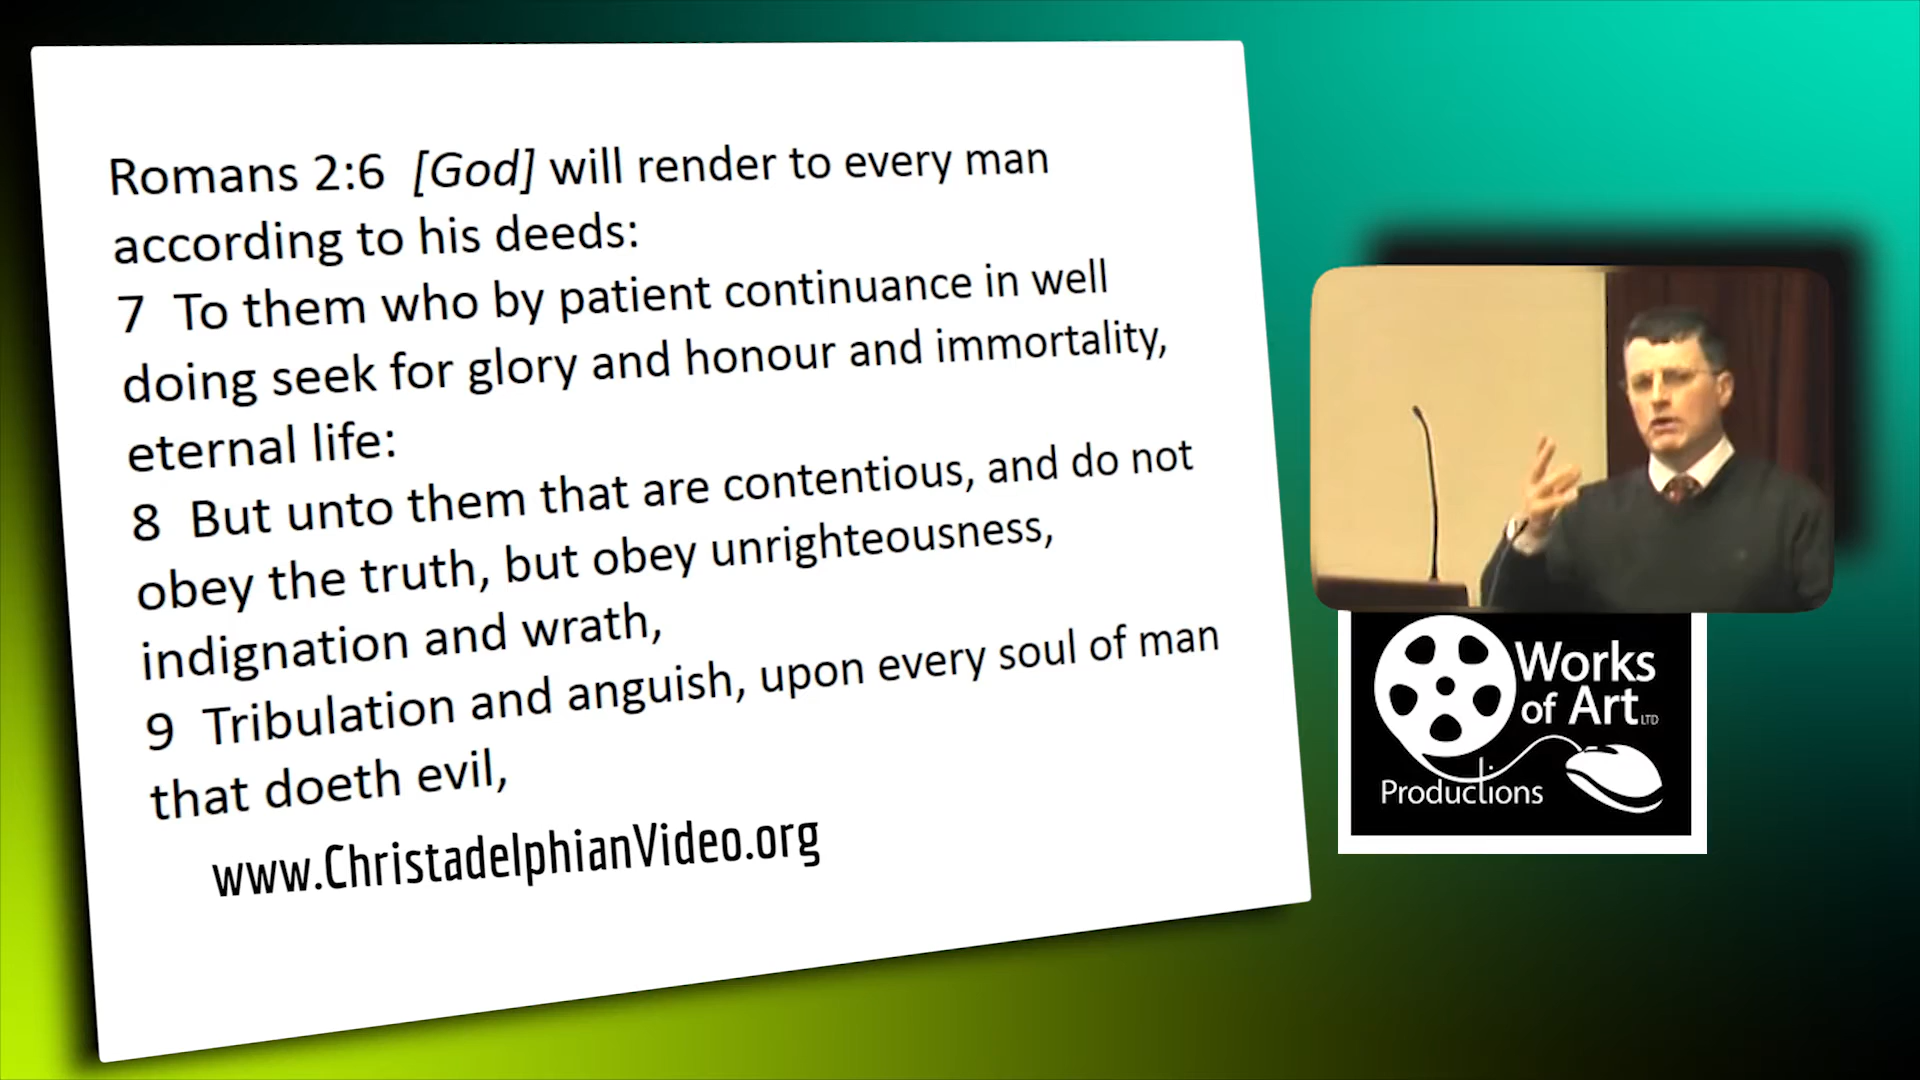 Romans 2:6 [God] will render to every man
according to his deeds:
7 To them who by patient continuance in well
doing seek for glory and honour and immortality,
eternal life:
8 But unto them that are contentious, and do not
obey the truth, but obey unrighteousness,
indignation and wrath,
9 Tribulation and anguish, upon every soul of man
that doeth evil,
www.ChristadelphianVideo.org
Works
of Art LTD
Productions